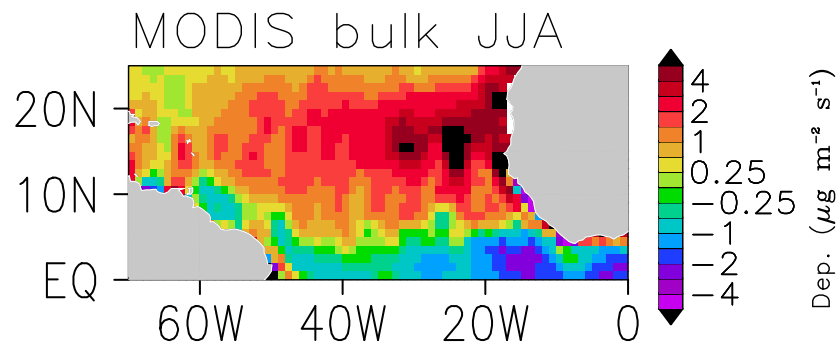 MODIS bulk JJA
20N
10N
EQ
60W 40W 20W 0
4
2
1
0.25
−0.25
−1
−2
−4
Dep. (μg m⁻² s⁻¹)